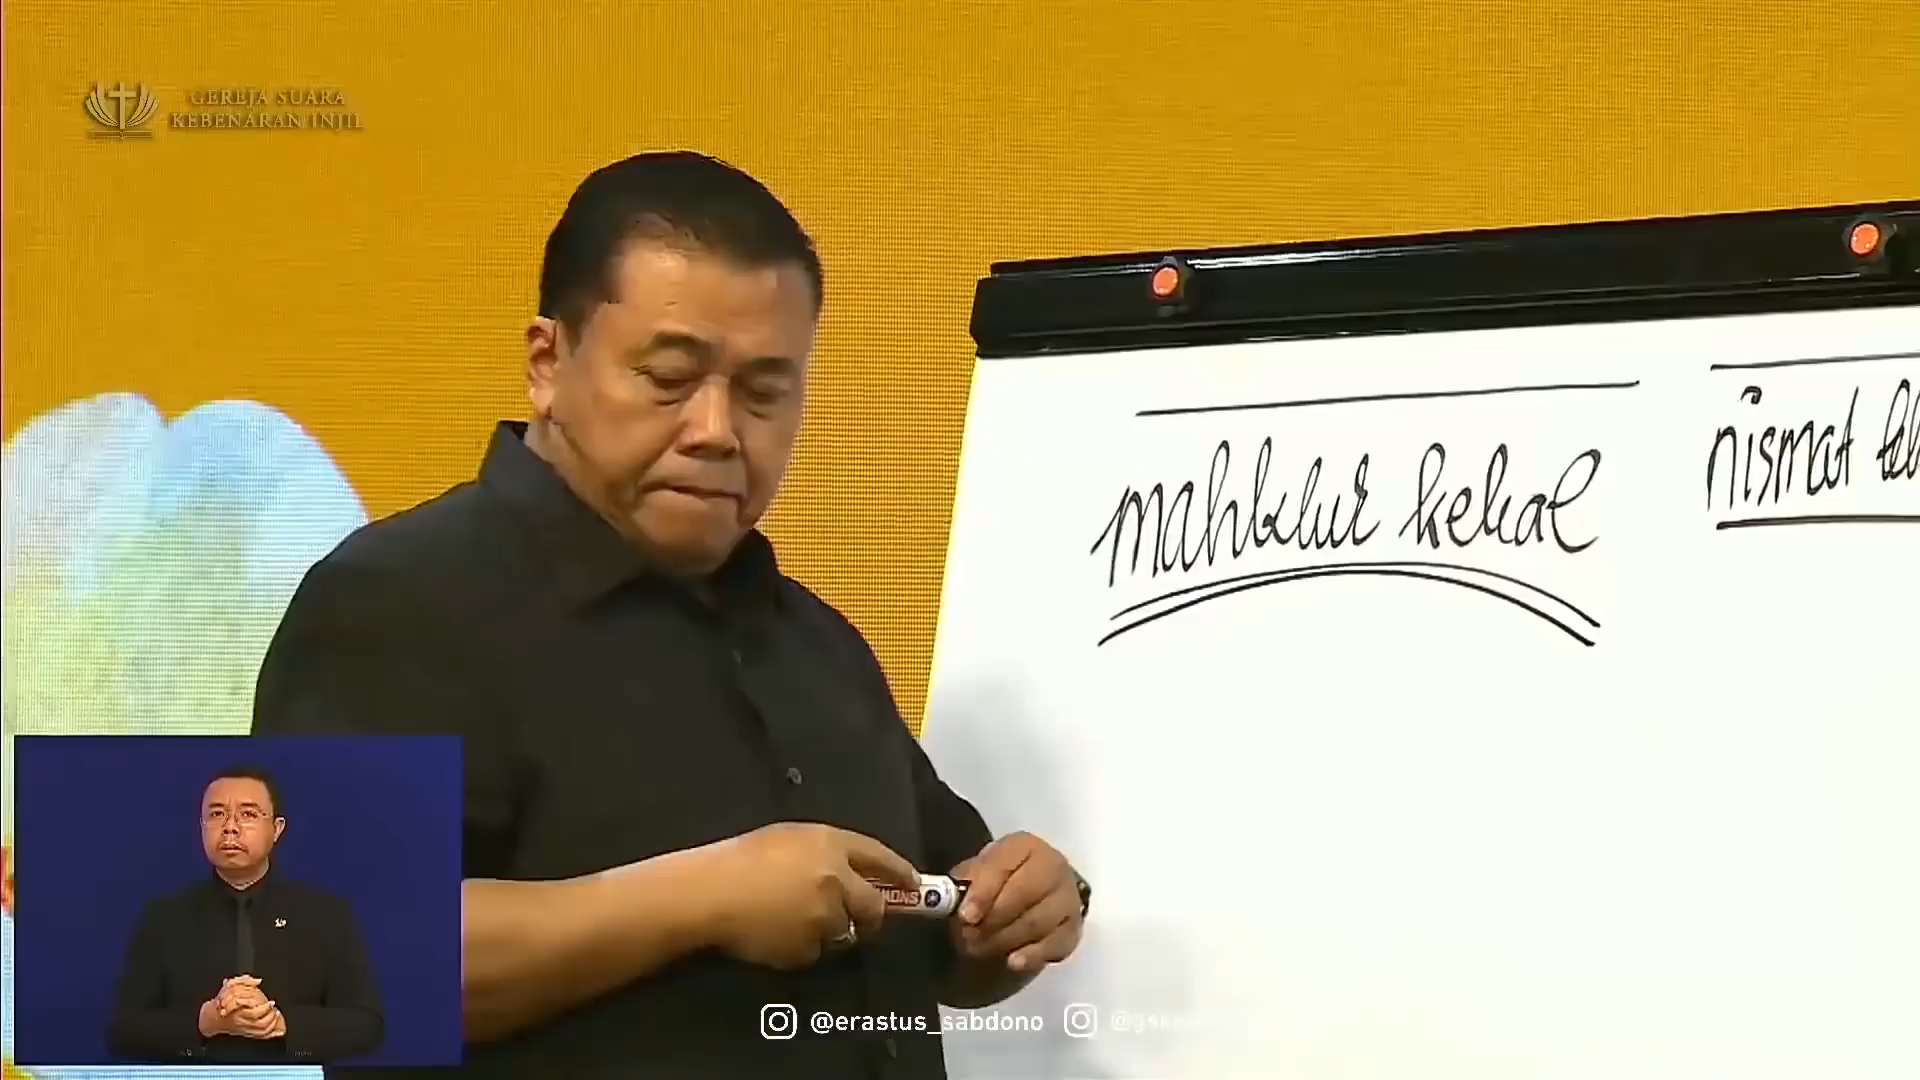 GEREJA SUARA
KEBENARAN INJIL
mahkluk kekal
nismat
@erastus_sabdono